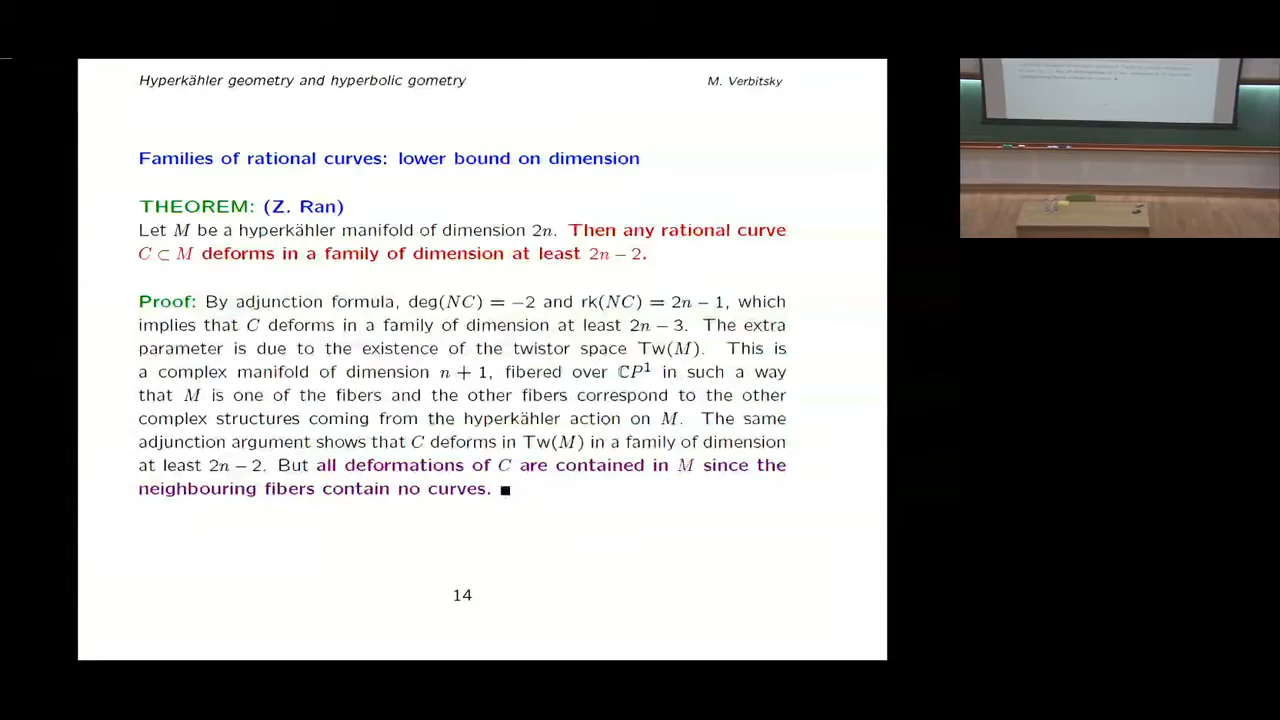 Hyperkähler geometry and hyperbolic gometry M. Verbitsky
Families of rational curves: lower bound on dimension
THEOREM: (Z. Ran)
Let M be a hyperkähler manifold of dimension 2n. Then any rational curve
C ⊂ M deforms in a family of dimension at least 2n − 2.
Proof: By adjunction formula, deg(NC) = −2 and rk(NC) = 2n − 1, which
implies that C deforms in a family of dimension at least 2n − 3. The extra
parameter is due to the existence of the twistor space Tw(M). This is
a complex manifold of dimension n + 1, fibered over ℂP¹ in such a way
that M is one of the fibers and the other fibers correspond to the other
complex structures coming from the hyperkähler action on M. The same
adjunction argument shows that C deforms in Tw(M) in a family of dimension
at least 2n − 2. But all deformations of C are contained in M since the
neighbouring fibers contain no curves. ■
14